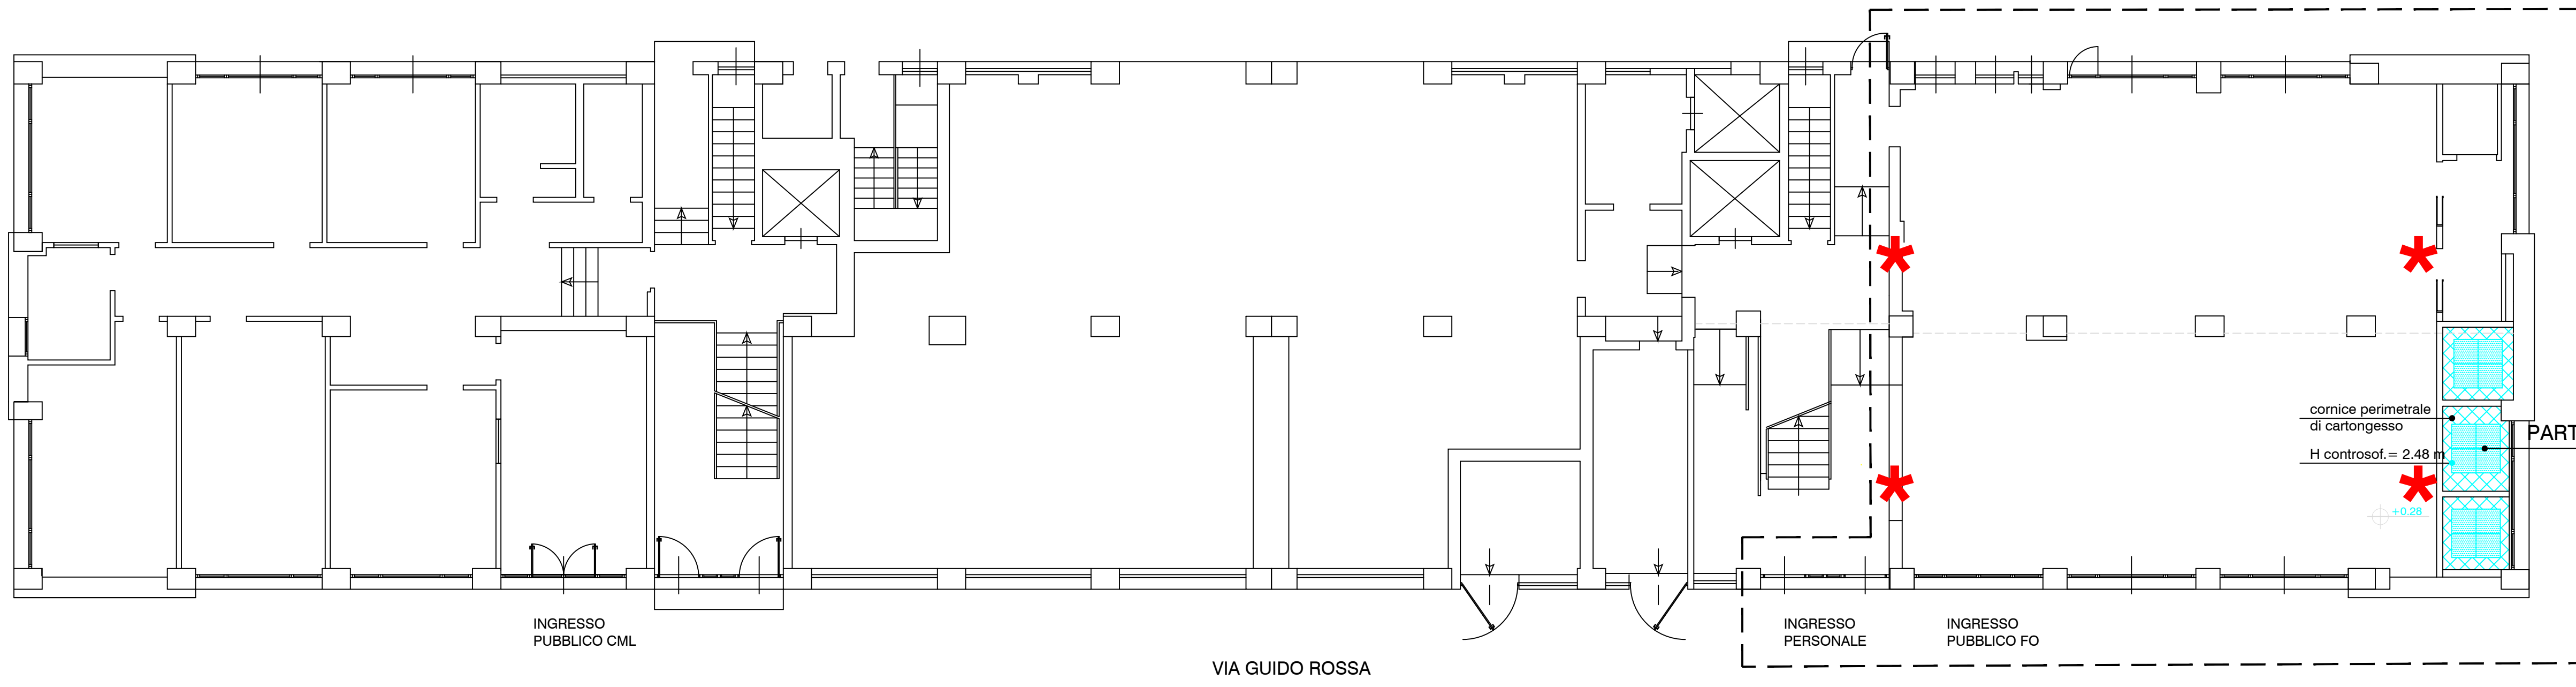 cornice perimetrale
di cartongesso
PART
H controsof.= 2.48 m
+0.28
INGRESSO
PUBBLICO CML
INGRESSO
PERSONALE
INGRESSO
PUBBLICO FO
VIA GUIDO ROSSA